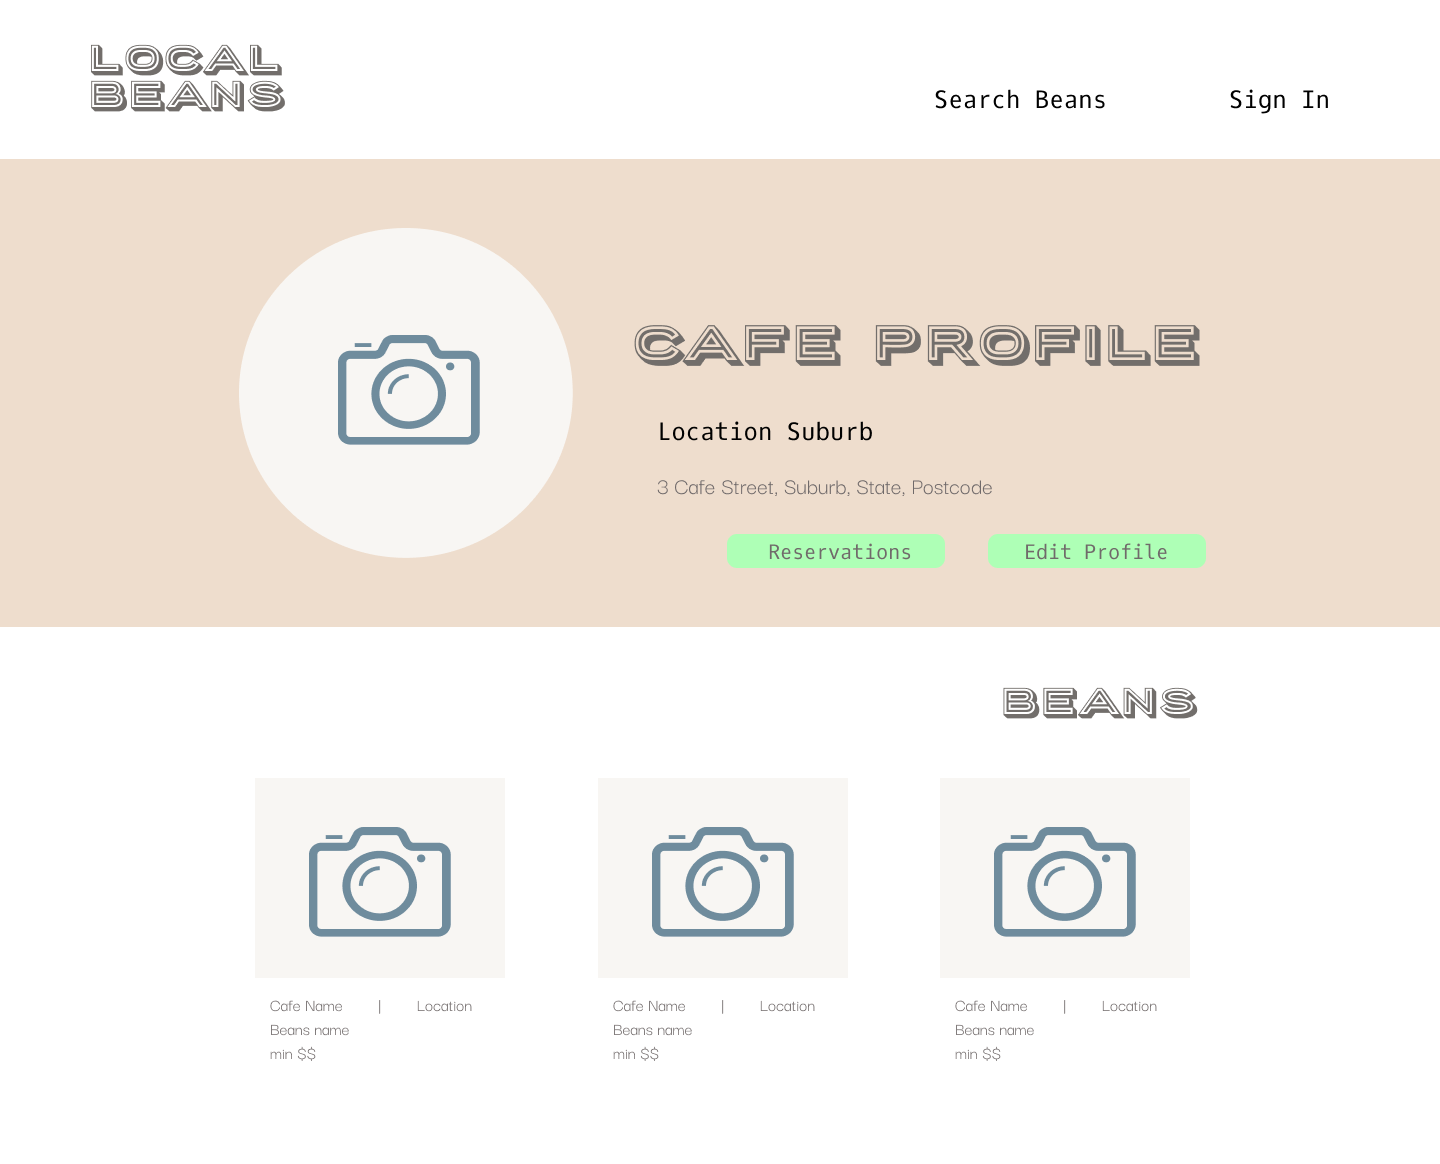 LOCAL
BEANS
Search Beans
Sign In
CAFE PROFILE
Location Suburb
3 Cafe Street, Suburb, State, Postcode
Reservations
Edit Profile
BEANS
Cafe Name | Location
Beans name
min $$
Cafe Name | Location
Beans name
min $$
Cafe Name | Location
Beans name
min $$